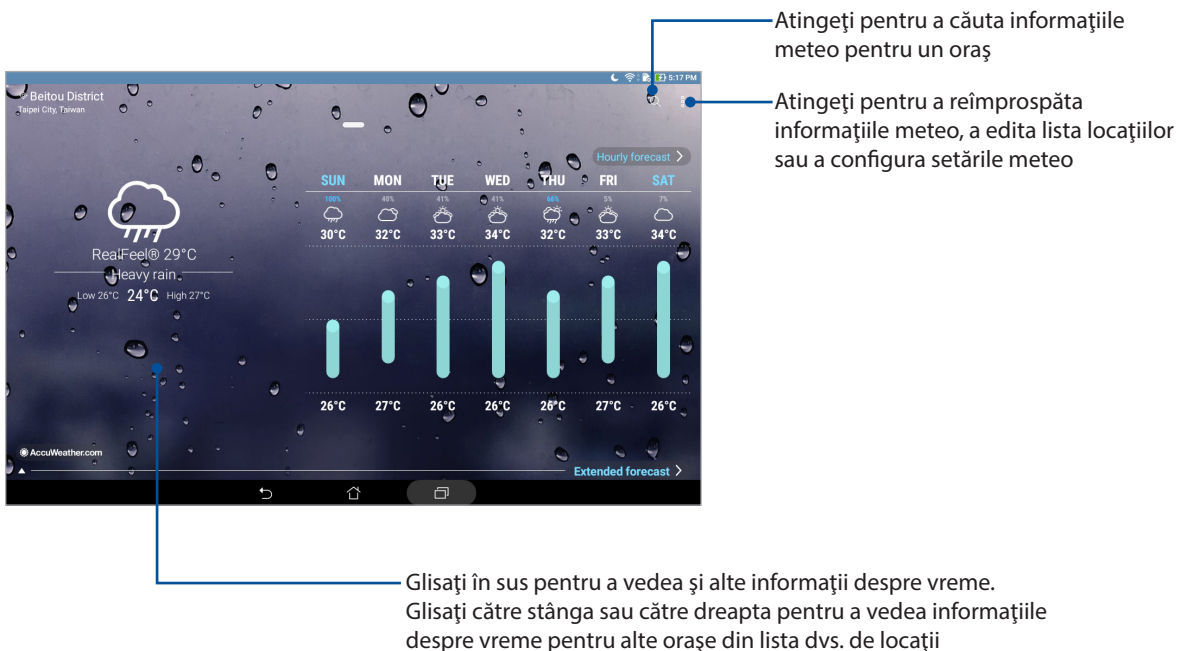 Atingeţi pentru a căuta informaţiile
meteo pentru un oraş
Atingeţi pentru a reîmprospăta
informaţiile meteo, a edita lista locaţiilor
sau a configura setările meteo
5:17 PM
Beitou District
Taipei City, Taiwan
Hourly forecast
SUN MON TUE WED THU FRI SAT
100% 40% 41% 41% 66% 5% 7%
30°C 32°C 33°C 34°C 32°C 33°C 34°C
RealFeel® 29°C
Heavy rain
Low 26°C 24°C High 27°C
26°C 27°C 26°C 26°C 26°C 27°C 26°C
AccuWeather.com
Extended forecast
Glisaţi în sus pentru a vedea şi alte informaţii despre vreme.
Glisaţi către stânga sau către dreapta pentru a vedea informaţiile
despre vreme pentru alte oraşe din lista dvs. de locaţii